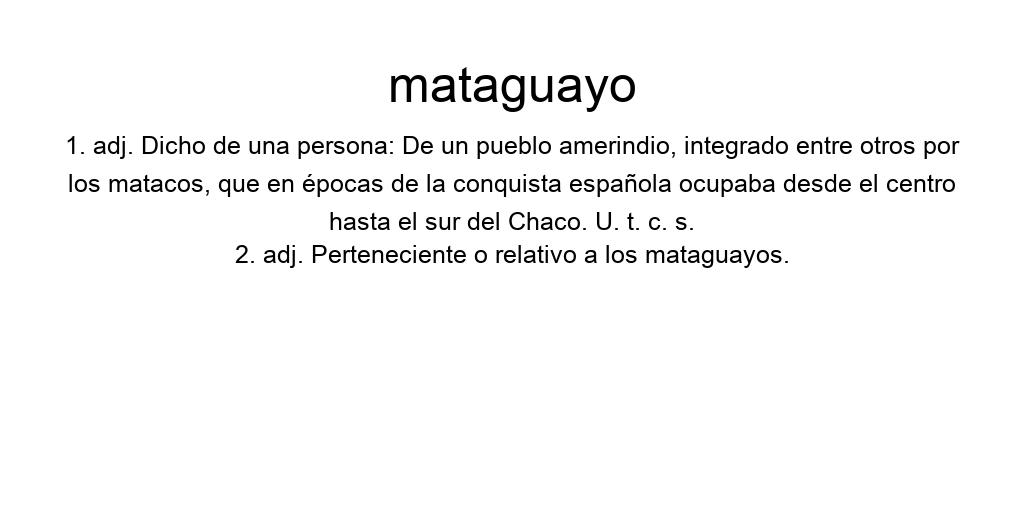 mataguayo
1. adj. Dicho de una persona: De un pueblo amerindio, integrado entre otros por
los matacos, que en épocas de la conquista española ocupaba desde el centro
hasta el sur del Chaco. U. t. c. s.
2. adj. Perteneciente o relativo a los mataguayos.